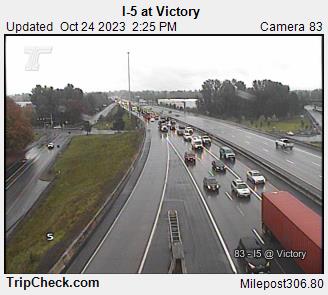 I-5 at Victory
Updated  Oct 24 2023  2:25 PM
Camera 83
S
83 - I5 @ Victory
TripCheck.com
Milepost306.80